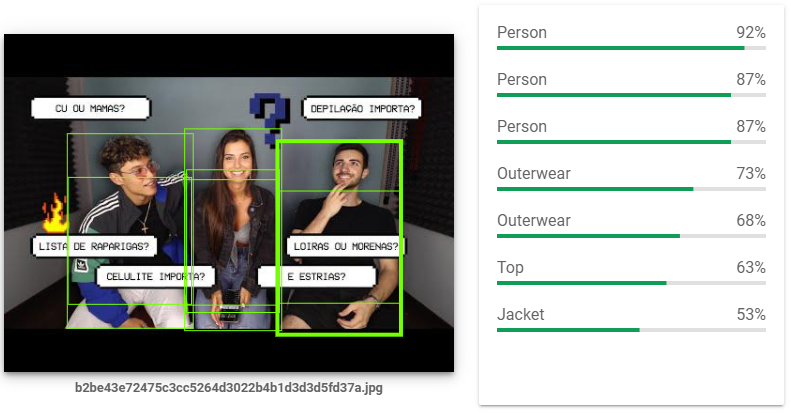 CU OU MAMAS?
?
DEPILAÇÃO IMPORTA?
LISTA DE RAPARIGAS?
LOIRAS OU MORENAS?
CELULITE IMPORTA?
E ESTRIAS?
b2be43e72475c3cc5264d3022b4b1d3d3d5fd37a.jpg
Person 92%
Person 87%
Person 87%
Outerwear 73%
Outerwear 68%
Top 63%
Jacket 53%